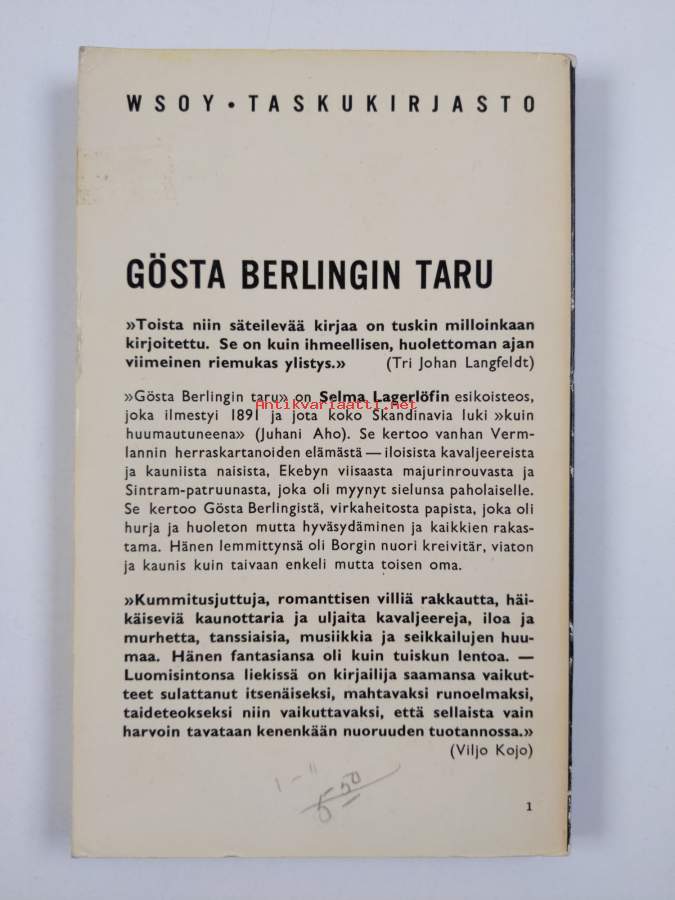 WSOY • TASKUKIRJASTO
GÖSTA BERLINGIN TARU
»Toista niin säteilevää kirjaa on tuskin milloinkaan
kirjoitettu. Se on kuin ihmeellisen, huolettoman ajan
viimeinen riemukas ylistys.» (Tri Johan Langfeldt)
»Gösta Berlingin taru» on Selma Lagerlöfin esikoisteos,
Antikvariaatti.net
joka ilmestyi 1891 ja jota koko Skandinavia luki »kuin
huumautuneena» (Juhani Aho). Se kertoo vanhan Verm-
lannin herraskartanoiden elämästä — iloisista kavaljeereista
ja kauniista naisista, Ekebyn viisaasta majurinrouvasta ja
Sintram-patruunasta, joka oli myynyt sielunsa paholaiselle.
Se kertoo Gösta Berlingistä, virkaheitosta papista, joka oli
hurja ja huoleton mutta hyväsydäminen ja kaikkien rakas-
tama. Hänen lemmittynsä oli Borgin nuori kreivitär, viaton
ja kaunis kuin taivaan enkeli mutta toisen oma.
»Kummitusjuttuja, romanttisen villiä rakkautta, häi-
käiseviä kaunottaria ja uljaita kavaljeereja, iloa ja
murhetta, tanssiaisia, musiikkia ja seikkailujen huu-
maa. Hänen fantasiansa oli kuin tuiskun lentoa. —
Luomisintonsa liekissä on kirjailija saamansa vaikut-
teet sulattanut itsenäiseksi, mahtavaksi runoelmaksi,
taideteokseksi niin vaikuttavaksi, että sellaista vain
harvoin tavataan kenenkään nuoruuden tuotannossa.»
(Viljo Kojo)
1